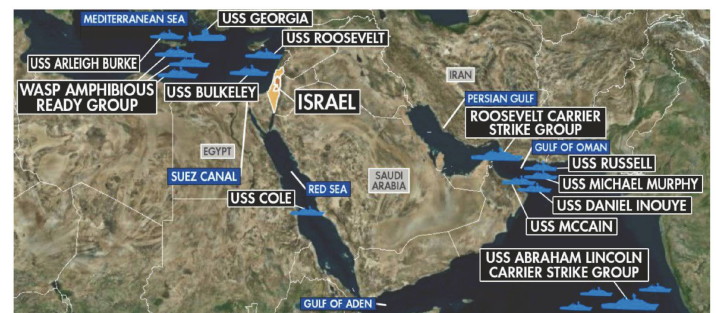 MEDITERRANEAN SEA
USS GEORGIA
USS ROOSEVELT
USS ARLEIGH BURKE
WASP AMPHIBIOUS
READY GROUP
USS BULKELEY
ISRAEL
IRAN
PERSIAN GULF
ROOSEVELT CARRIER
STRIKE GROUP
GULF OF OMAN
EGYPT
USS RUSSELL
SUEZ CANAL
RED SEA
SAUDI
ARABIA
USS MICHAEL MURPHY
USS COLE
USS DANIEL INOUYE
USS MCCAIN
USS ABRAHAM LINCOLN
CARRIER STRIKE GROUP
GULF OF ADEN